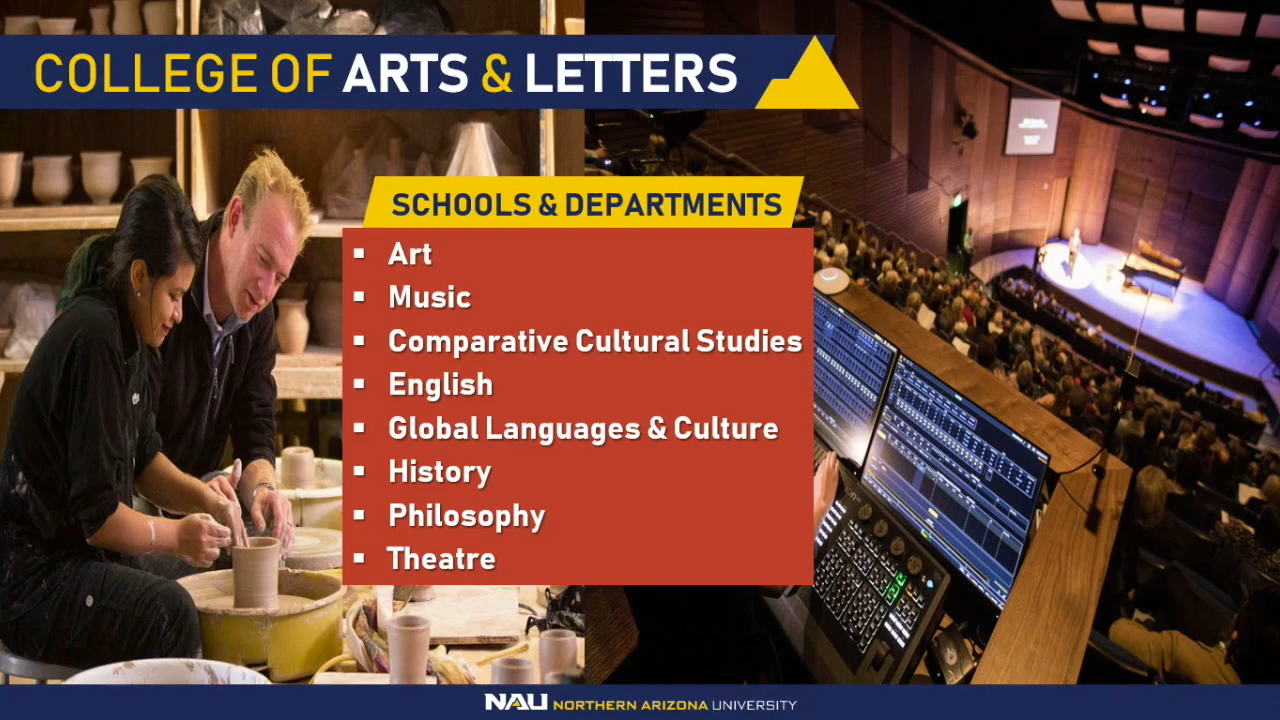 COLLEGE OF ARTS & LETTERS
SCHOOLS & DEPARTMENTS
▪ Art
▪ Music
▪ Comparative Cultural Studies
▪ English
▪ Global Languages & Culture
▪ History
▪ Philosophy
▪ Theatre
NAU NORTHERN ARIZONA UNIVERSITY